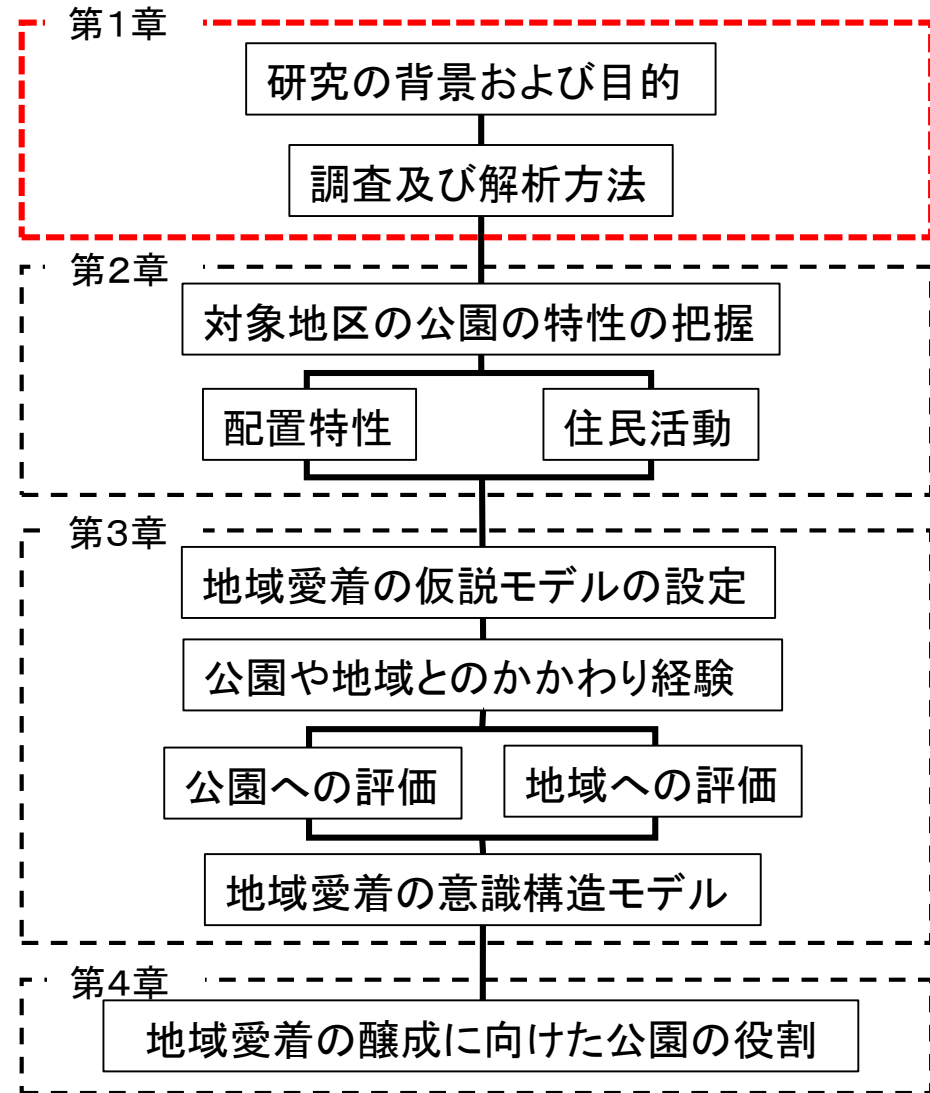 第1章
研究の背景および目的
調査及び解析方法
第2章
対象地区の公園の特性の把握
配置特性
住民活動
第3章
地域愛着の仮説モデルの設定
公園や地域とのかかわり経験
公園への評価
地域への評価
地域愛着の意識構造モデル
第4章
地域愛着の醸成に向けた公園の役割